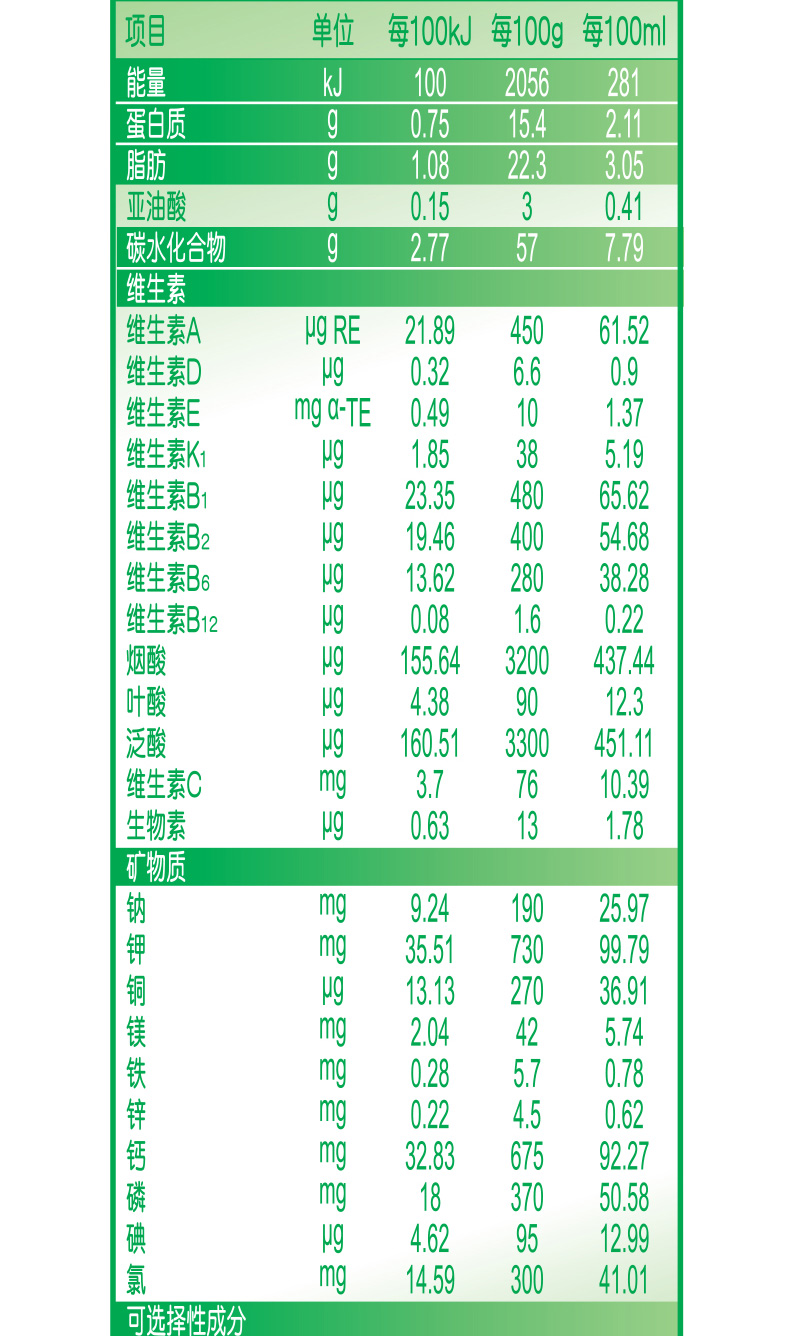 项目 单位 每100kJ 每100g 每100ml
能量 kJ 100 2056 281
蛋白质 g 0.75 15.4 2.11
脂肪 g 1.08 22.3 3.05
亚油酸 g 0.15 3 0.41
碳水化合物 g 2.77 57 7.79
维生素
维生素A μg RE 21.89 450 61.52
维生素D μg 0.32 6.6 0.9
维生素E mg α-TE 0.49 10 1.37
维生素K1 μg 1.85 38 5.19
维生素B1 μg 23.35 480 65.62
维生素B2 μg 19.46 400 54.68
维生素B6 μg 13.62 280 38.28
维生素B12 μg 0.08 1.6 0.22
烟酸 μg 155.64 3200 437.44
叶酸 μg 4.38 90 12.3
泛酸 μg 160.51 3300 451.11
维生素C mg 3.7 76 10.39
生物素 μg 0.63 13 1.78
矿物质
钠 mg 9.24 190 25.97
钾 mg 35.51 730 99.79
铜 μg 13.13 270 36.91
镁 mg 2.04 42 5.74
铁 mg 0.28 5.7 0.78
锌 mg 0.22 4.5 0.62
钙 mg 32.83 675 92.27
磷 mg 18 370 50.58
碘 μg 4.62 95 12.99
氯 mg 14.59 300 41.01
可选择性成分